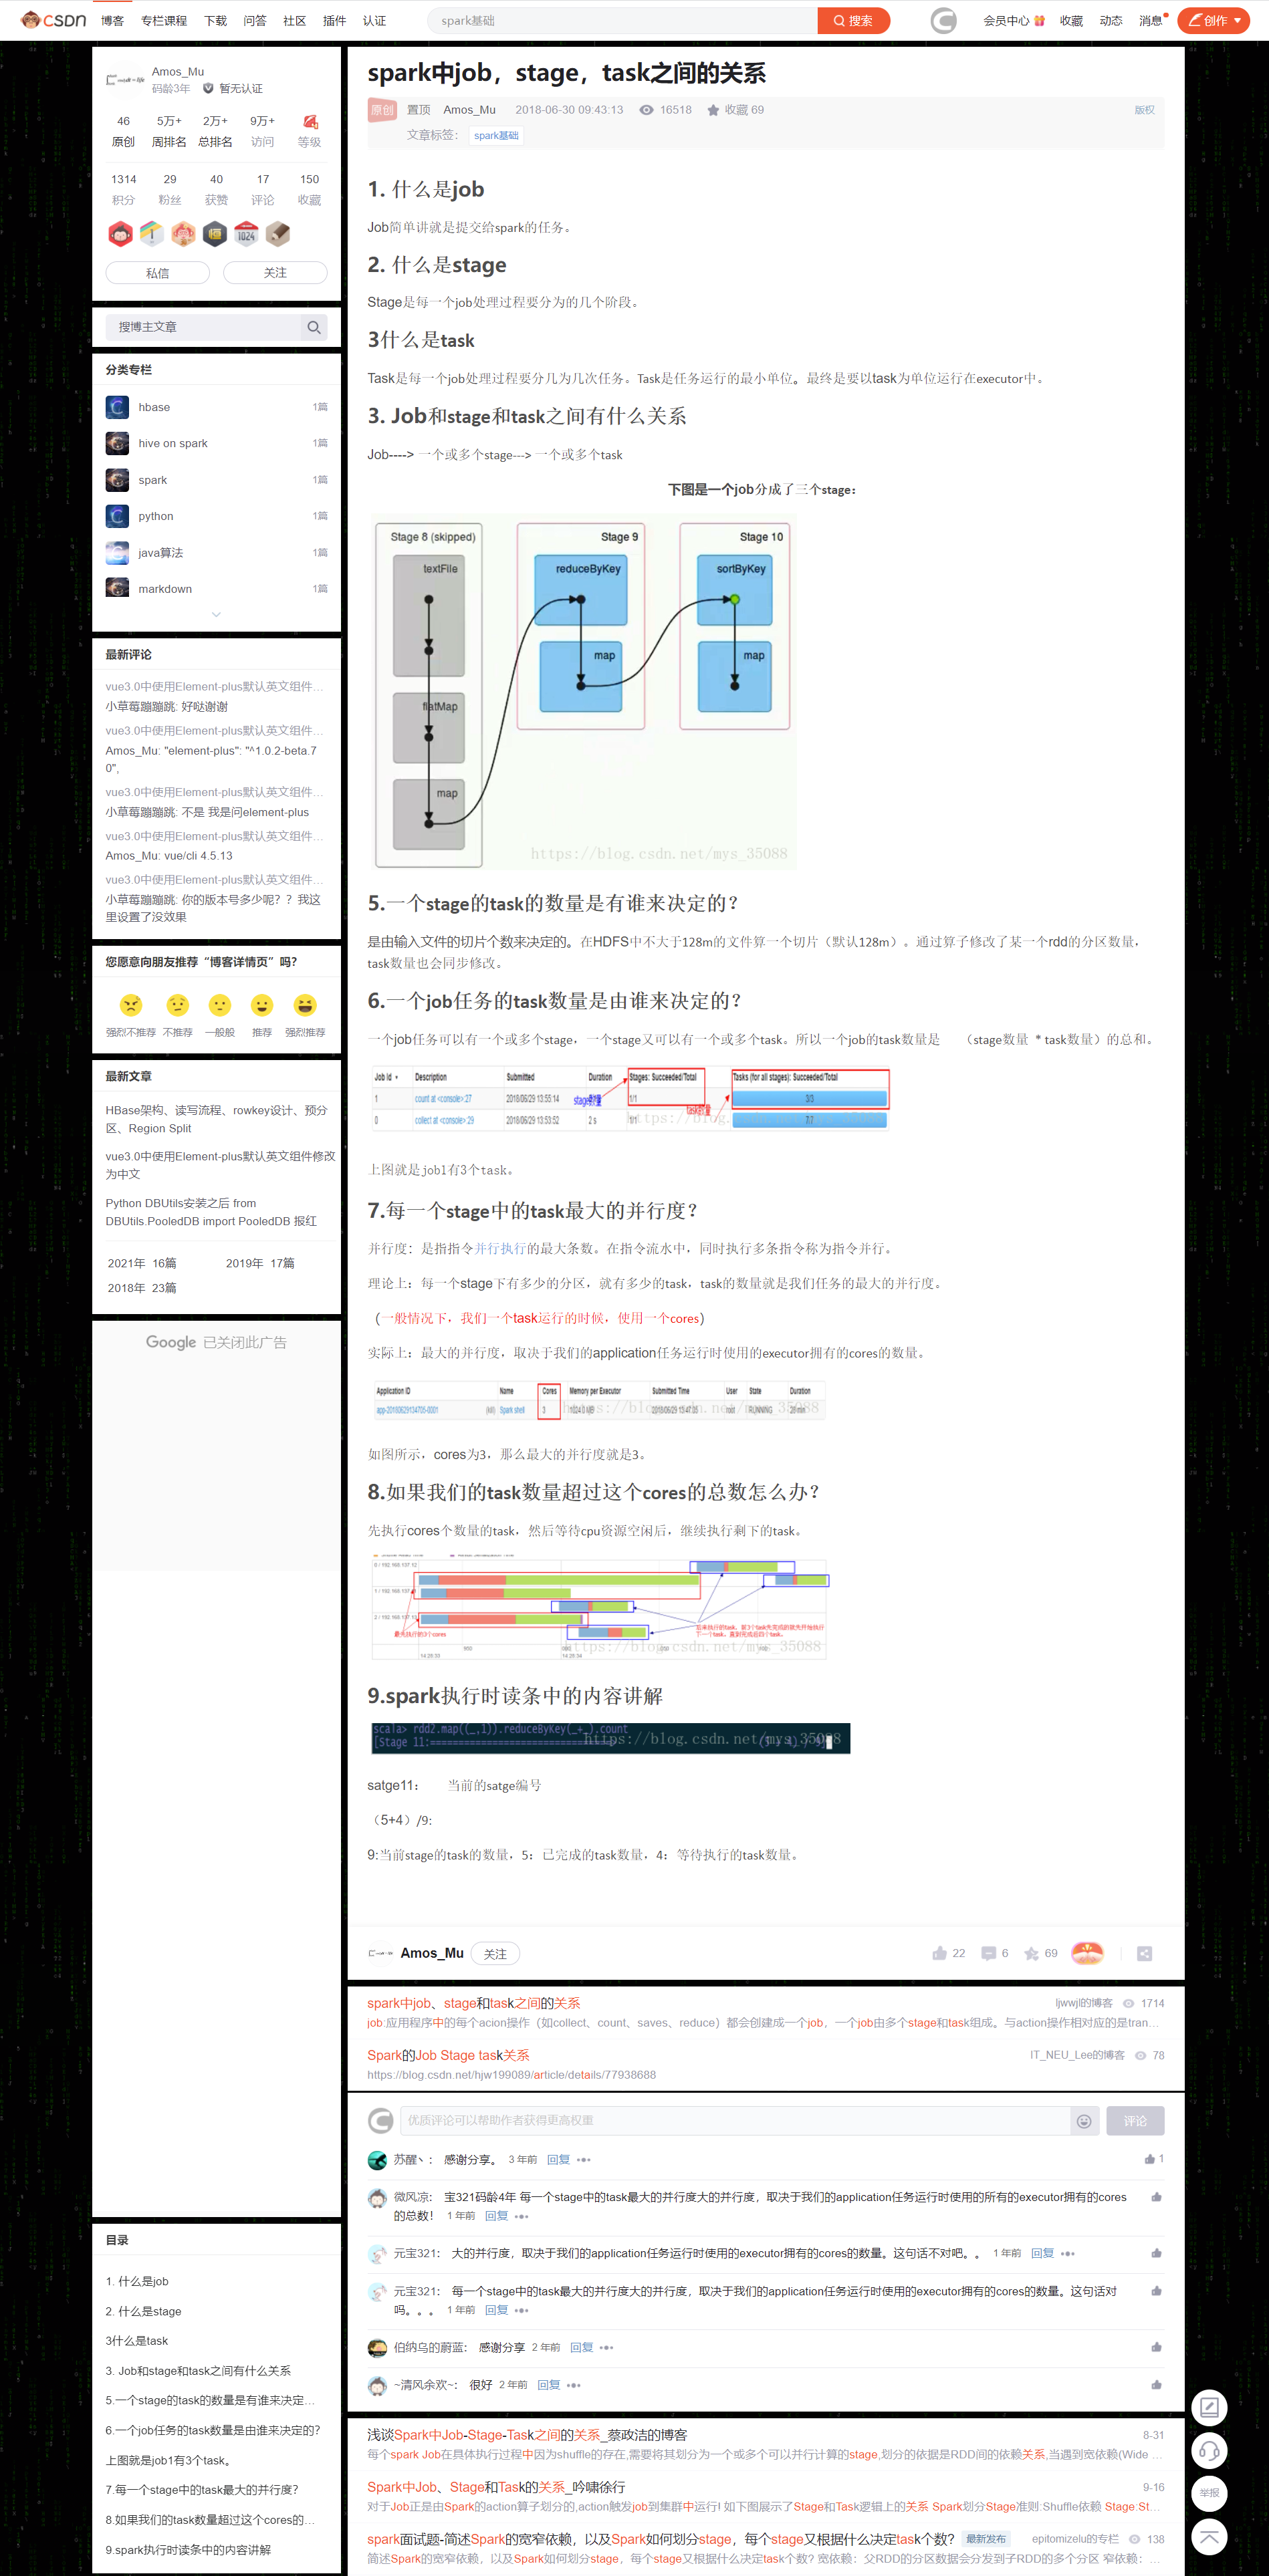 CSDN 博客 专栏课程 下载 问答 社区 插件 认证 spark基础 搜索 会员中心 收藏 动态 消息 创作
Amos_Mu
码龄3年 暂无认证
46 5万+ 2万+ 9万+
原创 周排名 总排名 访问 等级
1314 29 40 17 150
积分 粉丝 获赞 评论 收藏
1024
私信 关注
搜博主文章
分类专栏
hbase 1篇
hive on spark 1篇
spark 1篇
python 1篇
java算法 1篇
markdown 1篇
最新评论
vue3.0中使用Element-plus默认英文组件...
小草莓蹦蹦跳: 好哒谢谢
vue3.0中使用Element-plus默认英文组件...
Amos_Mu: "element-plus": "^1.0.2-beta.7
0",
vue3.0中使用Element-plus默认英文组件...
小草莓蹦蹦跳: 不是 我是问element-plus
vue3.0中使用Element-plus默认英文组件...
Amos_Mu: vue/cli 4.5.13
vue3.0中使用Element-plus默认英文组件...
小草莓蹦蹦跳: 你的版本号多少呢？？我这
里设置了没效果
您愿意向朋友推荐“博客详情页”吗？
强烈不推荐 不推荐 一般般 推荐 强烈推荐
最新文章
HBase架构、读写流程、rowkey设计、预分
区、Region Split
vue3.0中使用Element-plus默认英文组件修改
为中文
Python DBUtils安装之后 from
DBUtils.PooledDB import PooledDB 报红
2021年 16篇 2019年 17篇
2018年 23篇
Google 已关闭此广告
目录
1. 什么是job
2. 什么是stage
3什么是task
3. Job和stage和task之间有什么关系
5.一个stage的task的数量是有谁来决定...
6.一个job任务的task数量是由谁来决定的？
上图就是job1有3个task。
7.每一个stage中的task最大的并行度？
8.如果我们的task数量超过这个cores的...
9.spark执行时读条中的内容讲解
spark中job，stage，task之间的关系
原创 置顶 Amos_Mu 2018-06-30 09:43:13 16518 收藏 69 版权
文章标签： spark基础
1. 什么是job
Job简单讲就是提交给spark的任务。
2. 什么是stage
Stage是每一个job处理过程要分为的几个阶段。
3什么是task
Task是每一个job处理过程要分几为几次任务。Task是任务运行的最小单位。最终是要以task为单位运行在executor中。
3. Job和stage和task之间有什么关系
Job----> 一个或多个stage---> 一个或多个task
下图是一个job分成了三个stage：
Stage 8 (skipped) Stage 9 Stage 10
textFile reduceByKey sortByKey
map map
flatMap
map
https://blog.csdn.net/mys_35088
5.一个stage的task的数量是有谁来决定的？
是由输入文件的切片个数来决定的。在HDFS中不大于128m的文件算一个切片（默认128m）。通过算子修改了某一个rdd的分区数量，
task数量也会同步修改。
6.一个job任务的task数量是由谁来决定的？
一个job任务可以有一个或多个stage，一个stage又可以有一个或多个task。所以一个job的task数量是 （stage数量 * task数量）的总和。
Job Id Description Submitted Duration Stages: Succeeded/Total Tasks (for all stages): Succeeded/Total
1 count at <console>:27 2018/06/29 13:55:14 1/1 3/3
0 collect at <console>:29 2018/06/29 13:53:52 2 s 1/1 7/7
stage数量 task数量
https://blog.csdn.net/mys_35088
上图就是job1有3个task。
7.每一个stage中的task最大的并行度？
并行度：是指指令并行执行的最大条数。在指令流水中，同时执行多条指令称为指令并行。
理论上：每一个stage下有多少的分区，就有多少的task，task的数量就是我们任务的最大的并行度。
（一般情况下，我们一个task运行的时候，使用一个cores）
实际上：最大的并行度，取决于我们的application任务运行时使用的executor拥有的cores的数量。
Application ID Name Cores Memory per Executor Submitted Time User State Duration
app-20180629134705-0001 (kill) Spark shell 3 1024.0 MB 2018/06/29 13:47:05 root RUNNING 26 min
https://blog.csdn.net/mys_35088
如图所示，cores为3，那么最大的并行度就是3。
8.如果我们的task数量超过这个cores的总数怎么办？
先执行cores个数量的task，然后等待cpu资源空闲后，继续执行剩下的task。
0 / 192.168.137.12
1 / 192.168.137.
2 / 192.168.137.1
最先执行的3个cores
14:25:33 14:25:34
https://blog.csdn.net/mys_35088
9.spark执行时读条中的内容讲解
scala> rdd2.map((_,1)).reduceByKey(_+_).count
[Stage 11:==============================> (5 + 4) / 9]
https://blog.csdn.net/mys_35088
satge11： 当前的satge编号
（5+4）/9:
9:当前stage的task的数量，5：已完成的task数量，4：等待执行的task数量。
Amos_Mu 关注 22 6 69
spark中job、stage和task之间的关系 ljwwjl的博客 1714
job:应用程序中的每个acion操作（如collect、count、saves、reduce）都会创建成一个job，一个job由多个stage和task组成。与action操作相对应的是tran...
Spark的Job Stage task关系 IT_NEU_Lee的博客 78
https://blog.csdn.net/hjw199089/article/details/77938688
优质评论可以帮助作者获得更高权重 评论
苏醒丶： 感谢分享。 3 年前 回复 1
微风凉： 宝321码龄4年 每一个stage中的task最大的并行度大的并行度，取决于我们的application任务运行时使用的所有的executor拥有的cores
的总数！ 1 年前 回复
元宝321： 大的并行度，取决于我们的application任务运行时使用的executor拥有的cores的数量。这句话不对吧。。 1 年前 回复
元宝321： 每一个stage中的task最大的并行度大的并行度，取决于我们的application任务运行时使用的executor拥有的cores的数量。这句话对
吗。。。 1 年前 回复
伯纳乌的蔚蓝： 感谢分享 2 年前 回复
~清风余欢~： 很好 2 年前 回复
浅谈Spark中Job-Stage-Task之间的关系_蔡政洁的博客 8-31
每个spark Job在具体执行过程中因为shuffle的存在,需要将其划分为一个或多个可以并行计算的stage,划分的依据是RDD间的依赖关系,当遇到宽依赖(Wide ...
Spark中Job、Stage和Task的关系_吟啸徐行 9-16
对于Job正是由Spark的action算子划分的,action触发job到集群中运行! 如下图展示了Stage和Task逻辑上的关系 Spark划分Stage准则:Shuffle依赖 Stage:St...
spark面试题-简述Spark的宽窄依赖，以及Spark如何划分stage，每个stage又根据什么决定task个数? 最新发布 epitomizelu的专栏 138
简述Spark的宽窄依赖，以及Spark如何划分stage，每个stage又根据什么决定task个数? 宽依赖：父RDD的分区数据会分发到子RDD的多个分区 窄依赖：...
举报